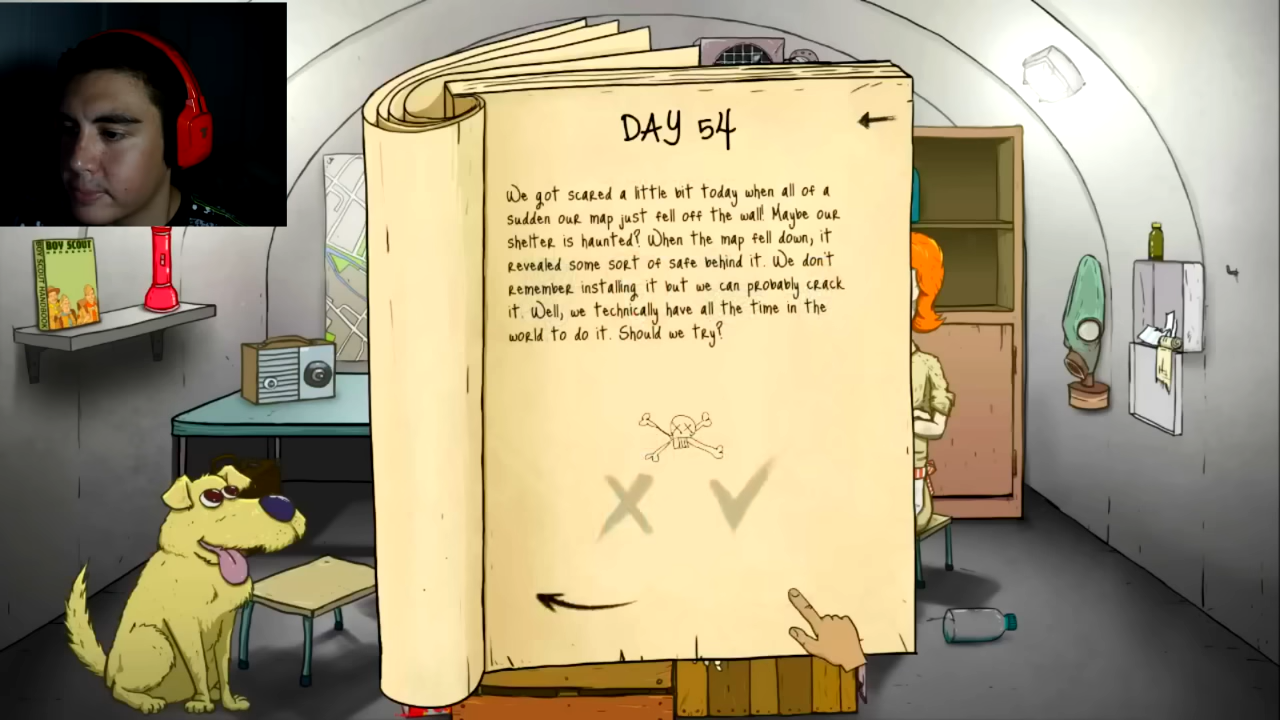 DAY 54
We got scared a little bit today when all of a
sudden our map just fell off the wall! Maybe our
shelter is haunted? When the map fell down, it
revealed some sort of safe behind it. We don't
remember installing it but we can probably crack
it. Well, we technically have all the time in the
world to do it. Should we try?
BOY SCOUT
BOY SCOUT HANDBOOK